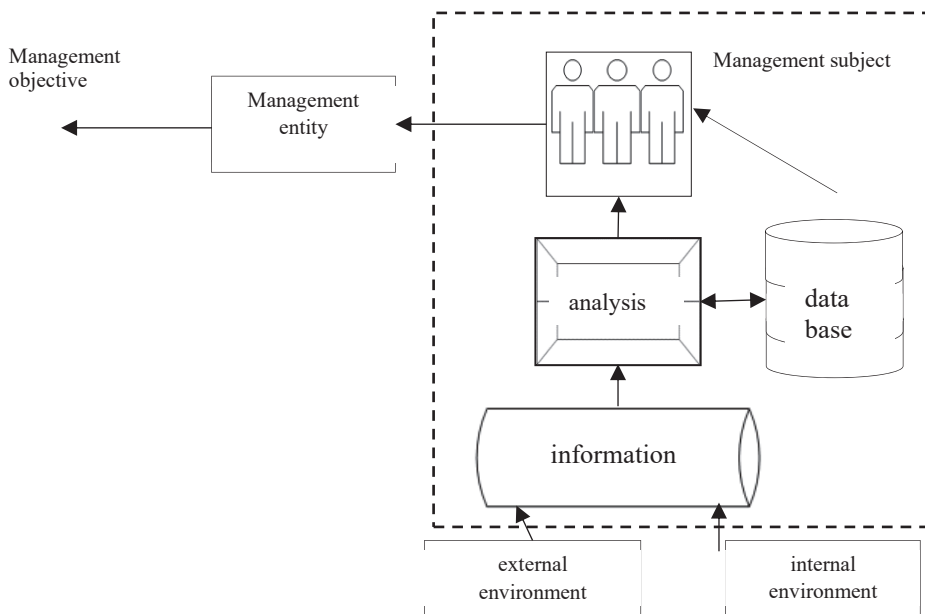 Management
objective
Management
entity
Management subject
analysis
data
base
information
external
environment
internal
environment